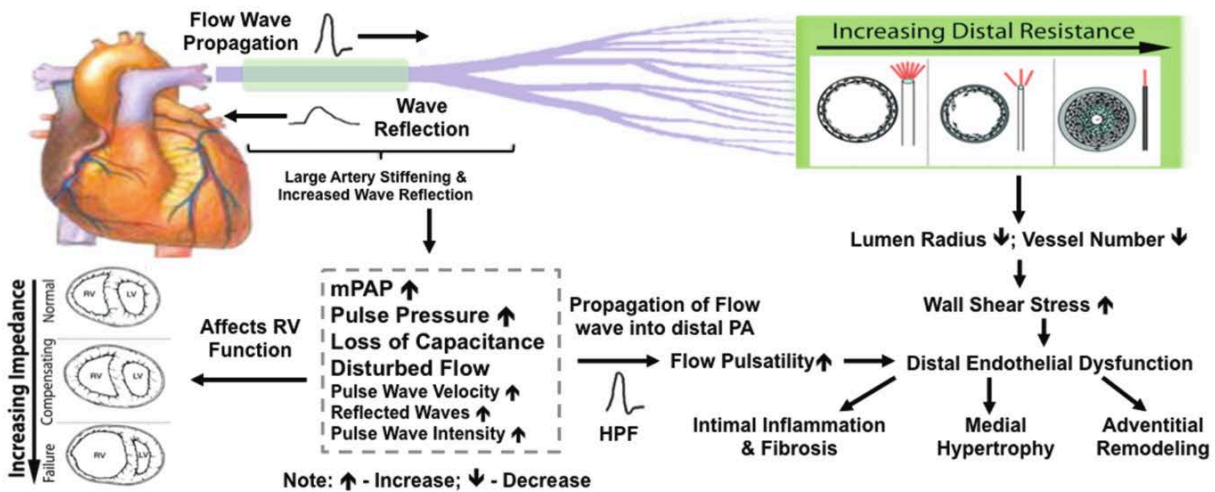 Flow Wave
Propagation
Wave
Reflection
Large Artery Stiffening &
Increased Wave Reflection
Increasing Distal Resistance
Lumen Radius ↓; Vessel Number ↓
Wall Shear Stress ↑
Increasing Impedance
Normal
RV
LV
Compensating
RV
LV
Failure
RV
LV
Affects RV
Function
mPAP ↑
Pulse Pressure ↑
Loss of Capacitance
Disturbed Flow
Pulse Wave Velocity ↑
Reflected Waves ↑
Pulse Wave Intensity ↑
Propagation of Flow
wave into distal PA
Flow Pulsatility ↑
HPF
Distal Endothelial Dysfunction
Intimal Inflammation
& Fibrosis
Medial
Hypertrophy
Adventitial
Remodeling
Note: ↑ - Increase; ↓ - Decrease